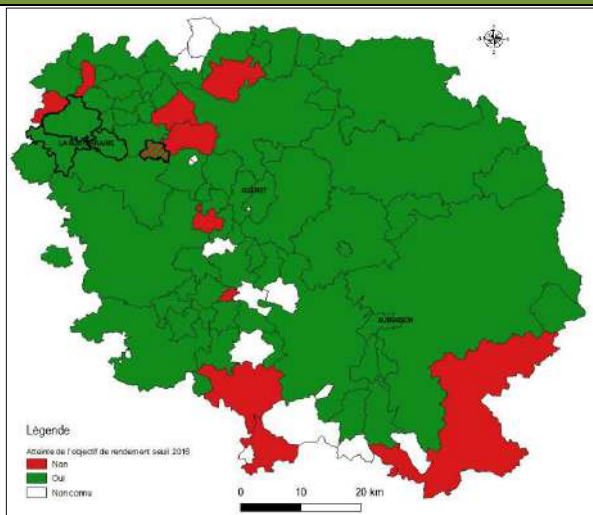 LA SOUTERRAINE
GUERET
AUBUSSON
Légende
Atteinte de l'objectif de rendement seuil 2016
Non
Oui
Non connu
0 10 20 km